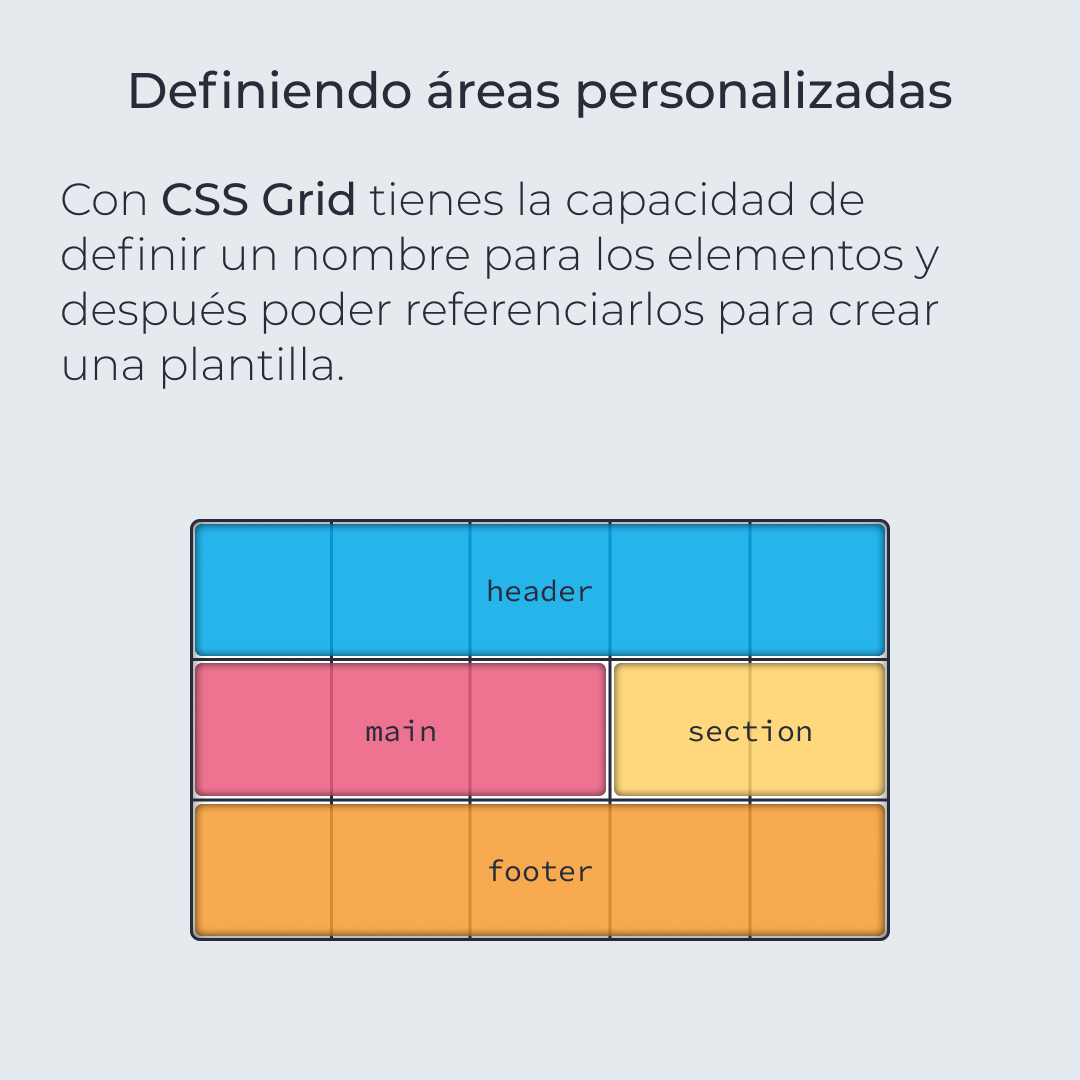 Definiendo áreas personalizadas
Con CSS Grid tienes la capacidad de
definir un nombre para los elementos y
después poder referenciarlos para crear
una plantilla.
header
main section
footer